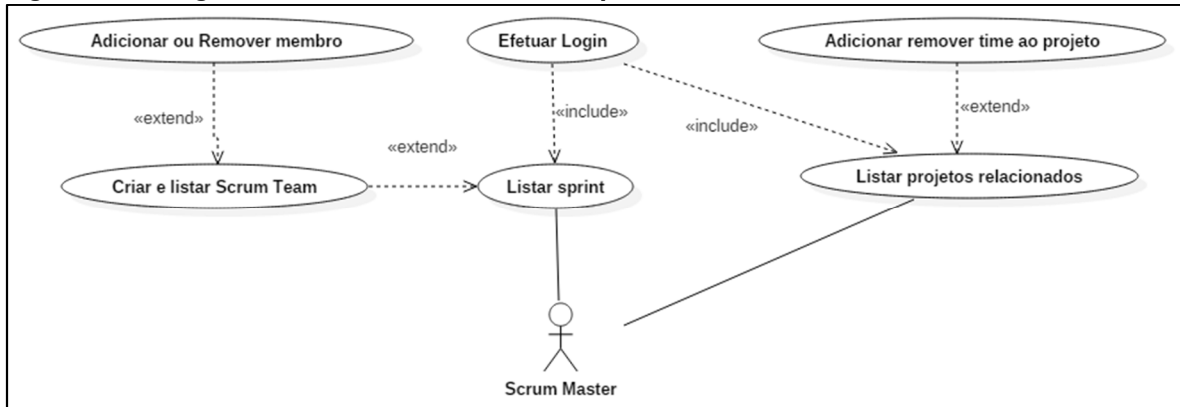 Adicionar ou Remover membro
Efetuar Login
Adicionar remover time ao projeto
«extend»
«include»
«include»
«extend»
«extend»
Criar e listar Scrum Team
Listar sprint
Listar projetos relacionados
Scrum Master